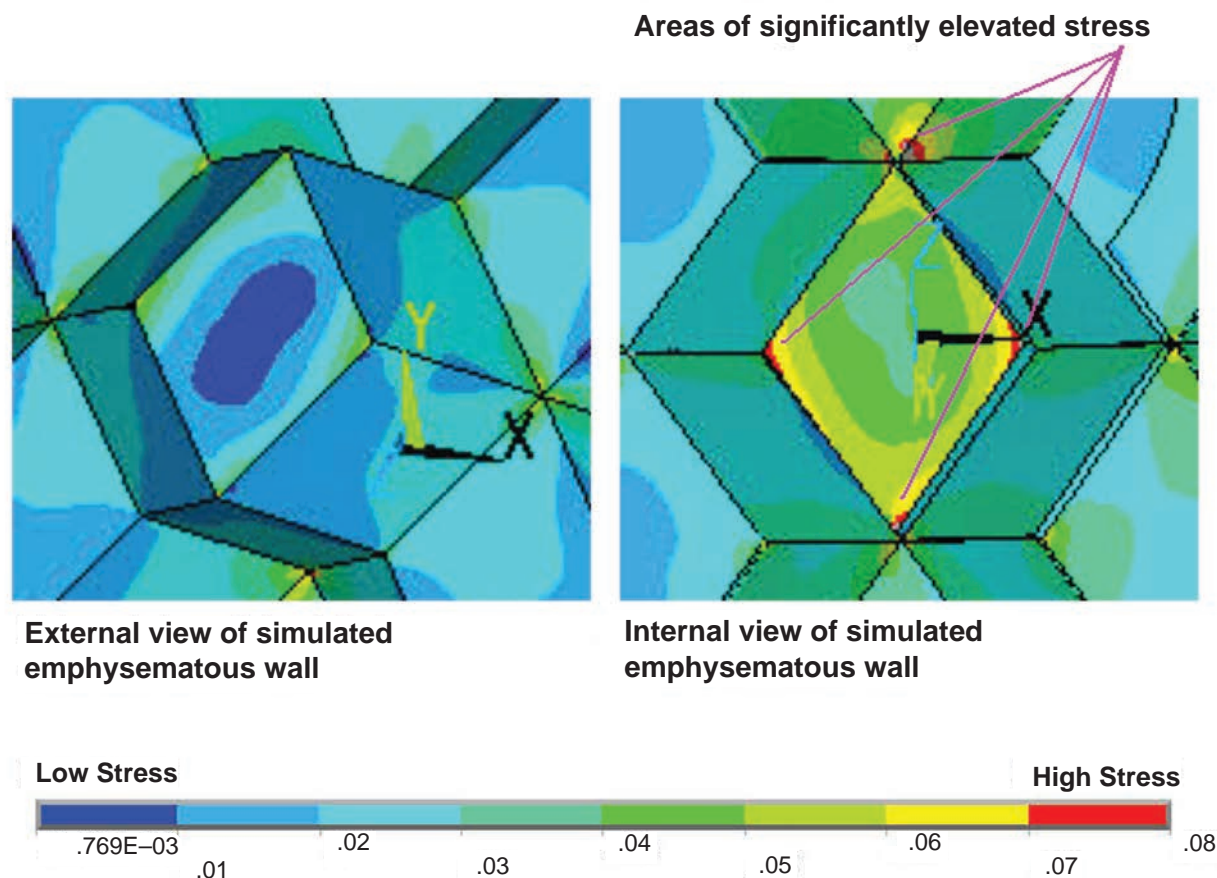 Areas of significantly elevated stress
Y
X
X
Y
External view of simulated
emphysematous wall
Internal view of simulated
emphysematous wall
Low Stress
High Stress
.769E–03
.01
.02
.03
.04
.05
.06
.07
.08